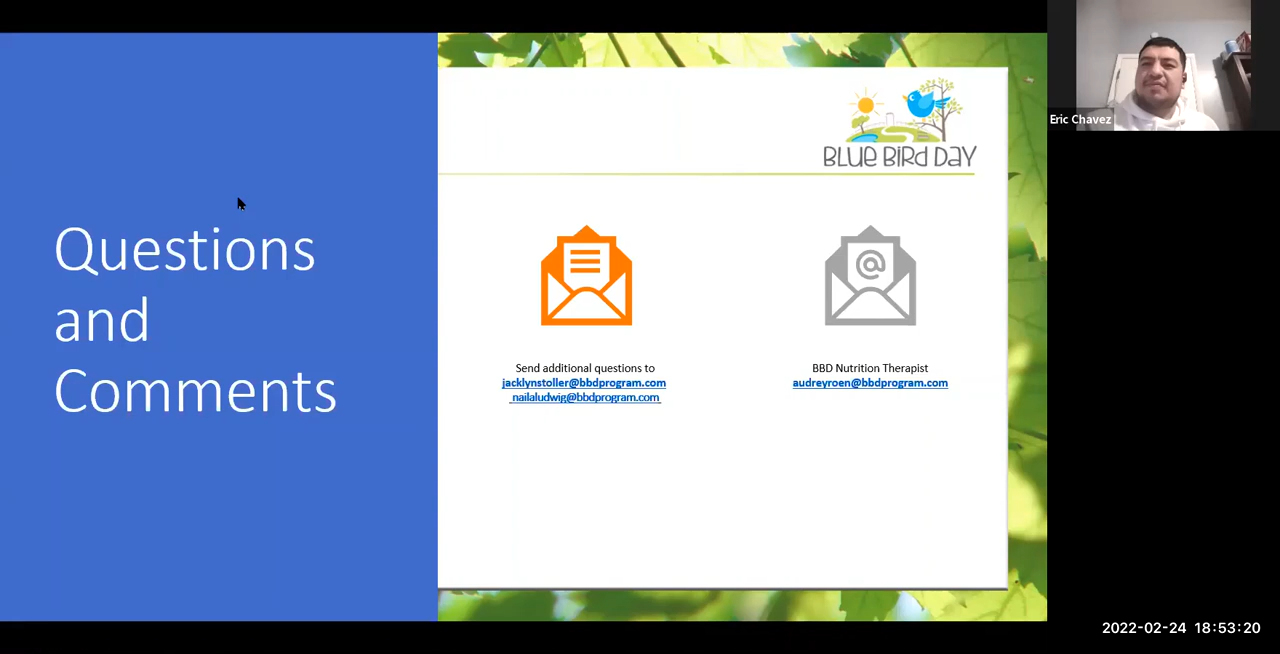 Questions
and
Comments
BLUE BIRD DAY
Send additional questions to
jacklynstoller@bbdprogram.com
nailaludwig@bbdprogram.com
BBD Nutrition Therapist
audreyroen@bbdprogram.com
@
Eric Chavez
2022-02-24 18:53:20